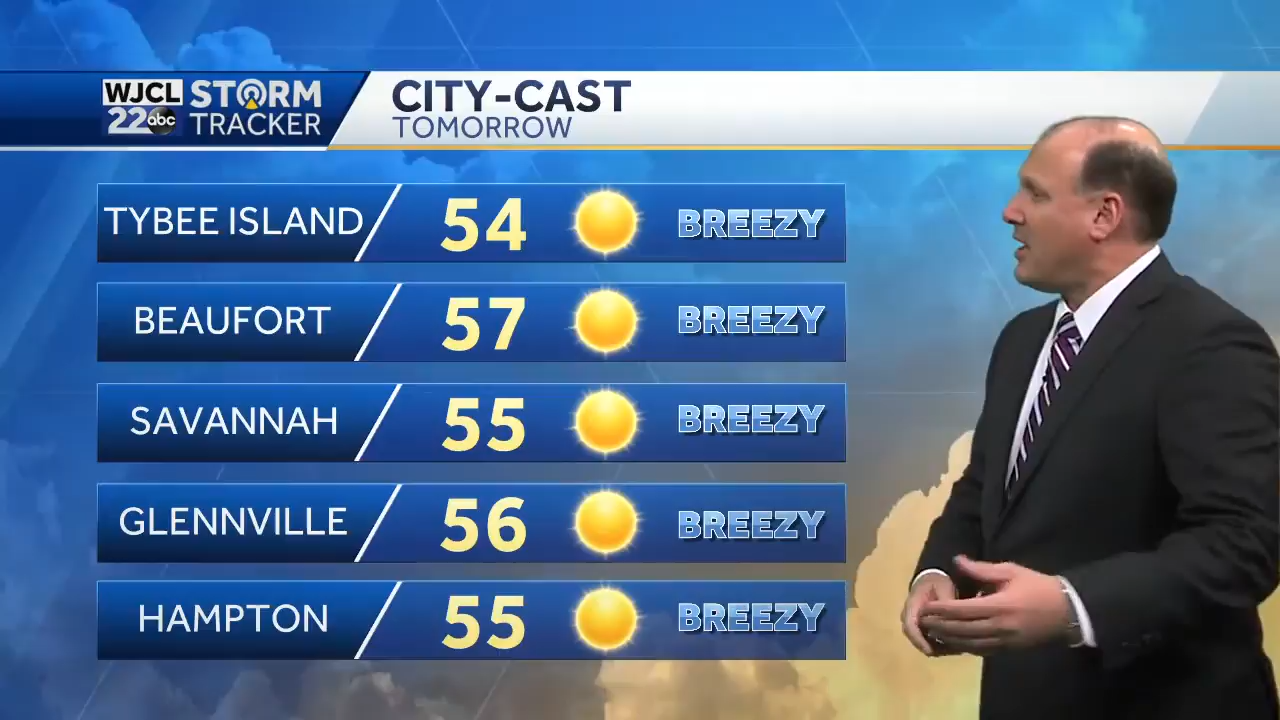 WJCL
22 abc
STORM
TRACKER
CITY-CAST
TOMORROW
TYBEE ISLAND 54 BREEZY
BEAUFORT 57 BREEZY
SAVANNAH 55 BREEZY
GLENNVILLE 56 BREEZY
HAMPTON 55 BREEZY